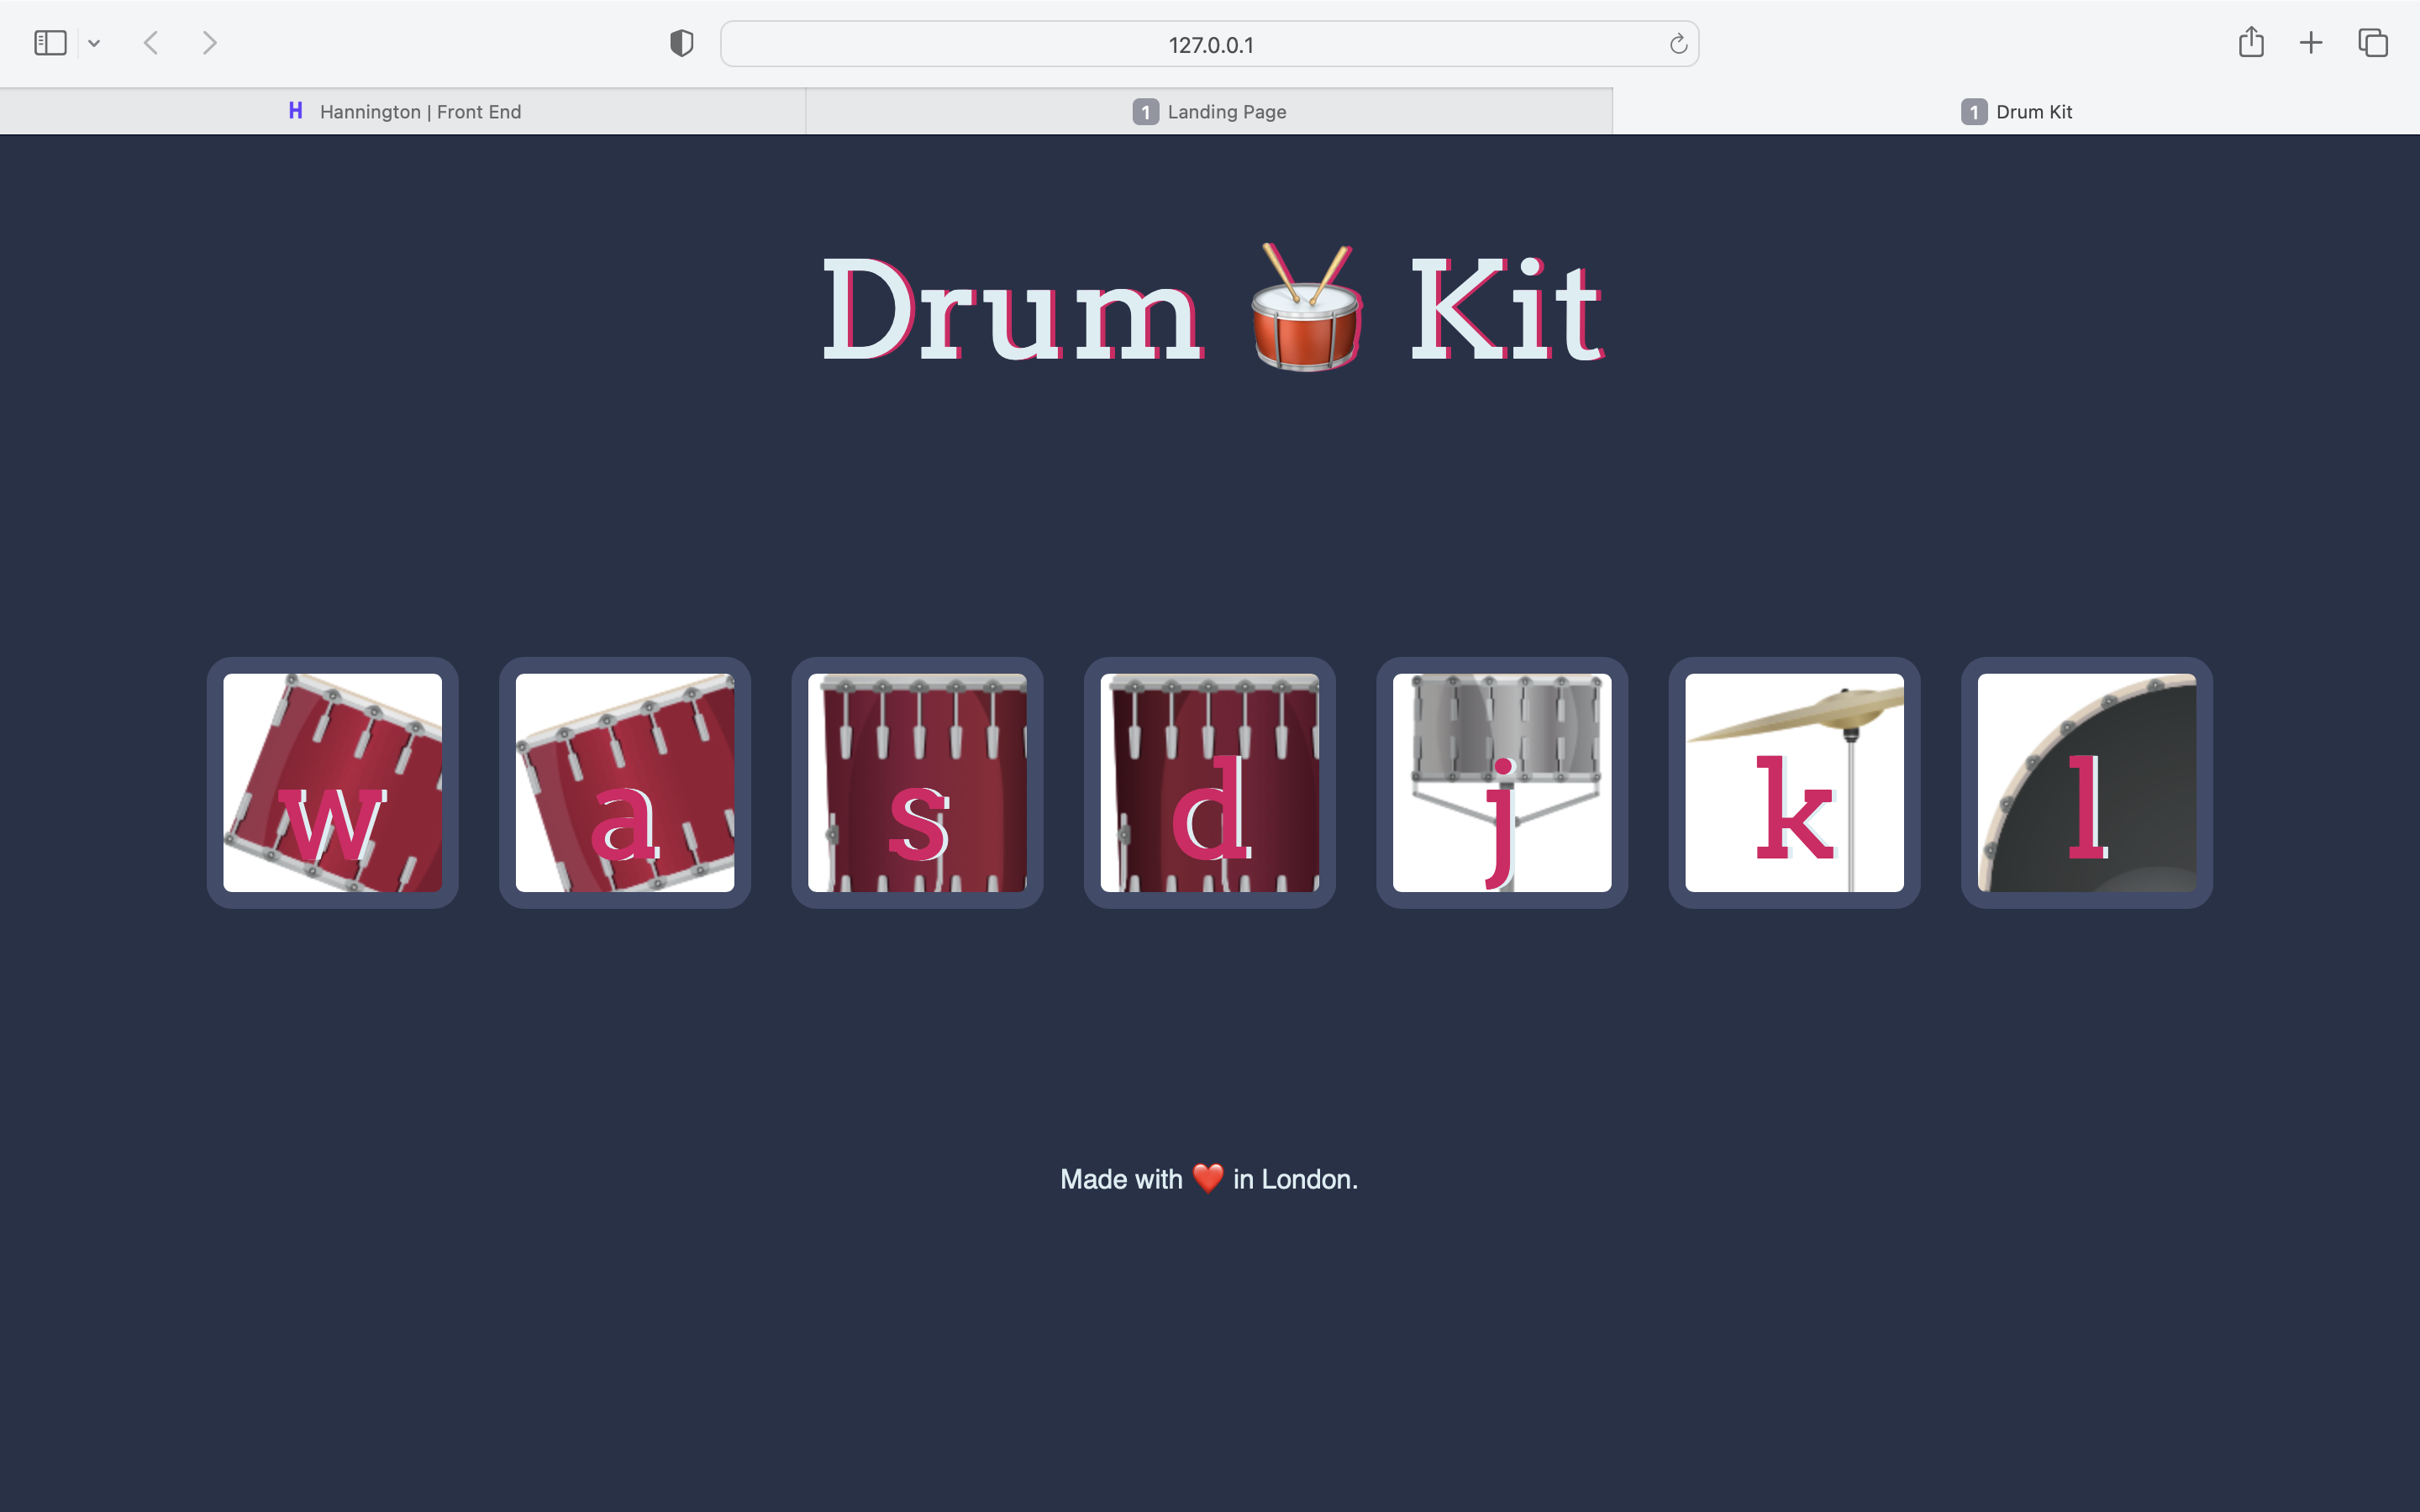 127.0.0.1
H Hannington | Front End
1 Landing Page
1 Drum Kit
Drum 🥁 Kit
w a s d j k l
Made with ❤️ in London.